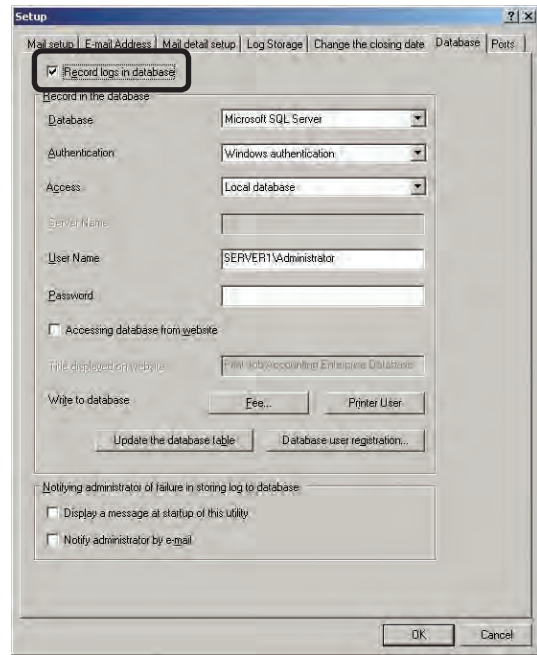 Setup
Mail setup E-mail Address Mail detail setup Log Storage Change the closing date Database Ports
Record logs in database
Record in the database
Database Microsoft SQL Server
Authentication Windows authentication
Access Local database
Server Name
User Name SERVER1\Administrator
Password
Accessing database from website
Title displayed on website Print Job Accounting Enterprise Database
Write to database Fee... Printer User
Update the database table Database user registration...
Notifying administrator of failure in storing log to database
Display a message at startup of this utility
Notify administrator by e-mail
OK Cancel